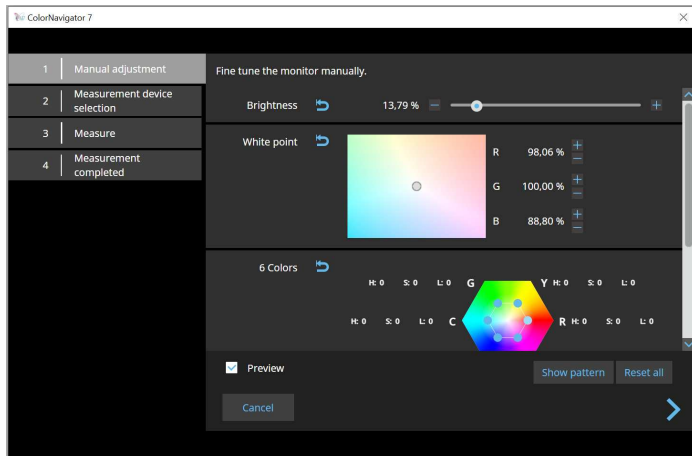 ColorNavigator 7
1 Manual adjustment
2 Measurement device
selection
3 Measure
4 Measurement
completed
Fine tune the monitor manually.
Brightness 13,79 %
White point
R 98,06 %
G 100,00 %
B 88,80 %
6 Colors
H: 0 S: 0 L: 0 G Y H: 0 S: 0 L: 0
H: 0 S: 0 L: 0 C R H: 0 S: 0 L: 0
Preview
Show pattern Reset all
Cancel